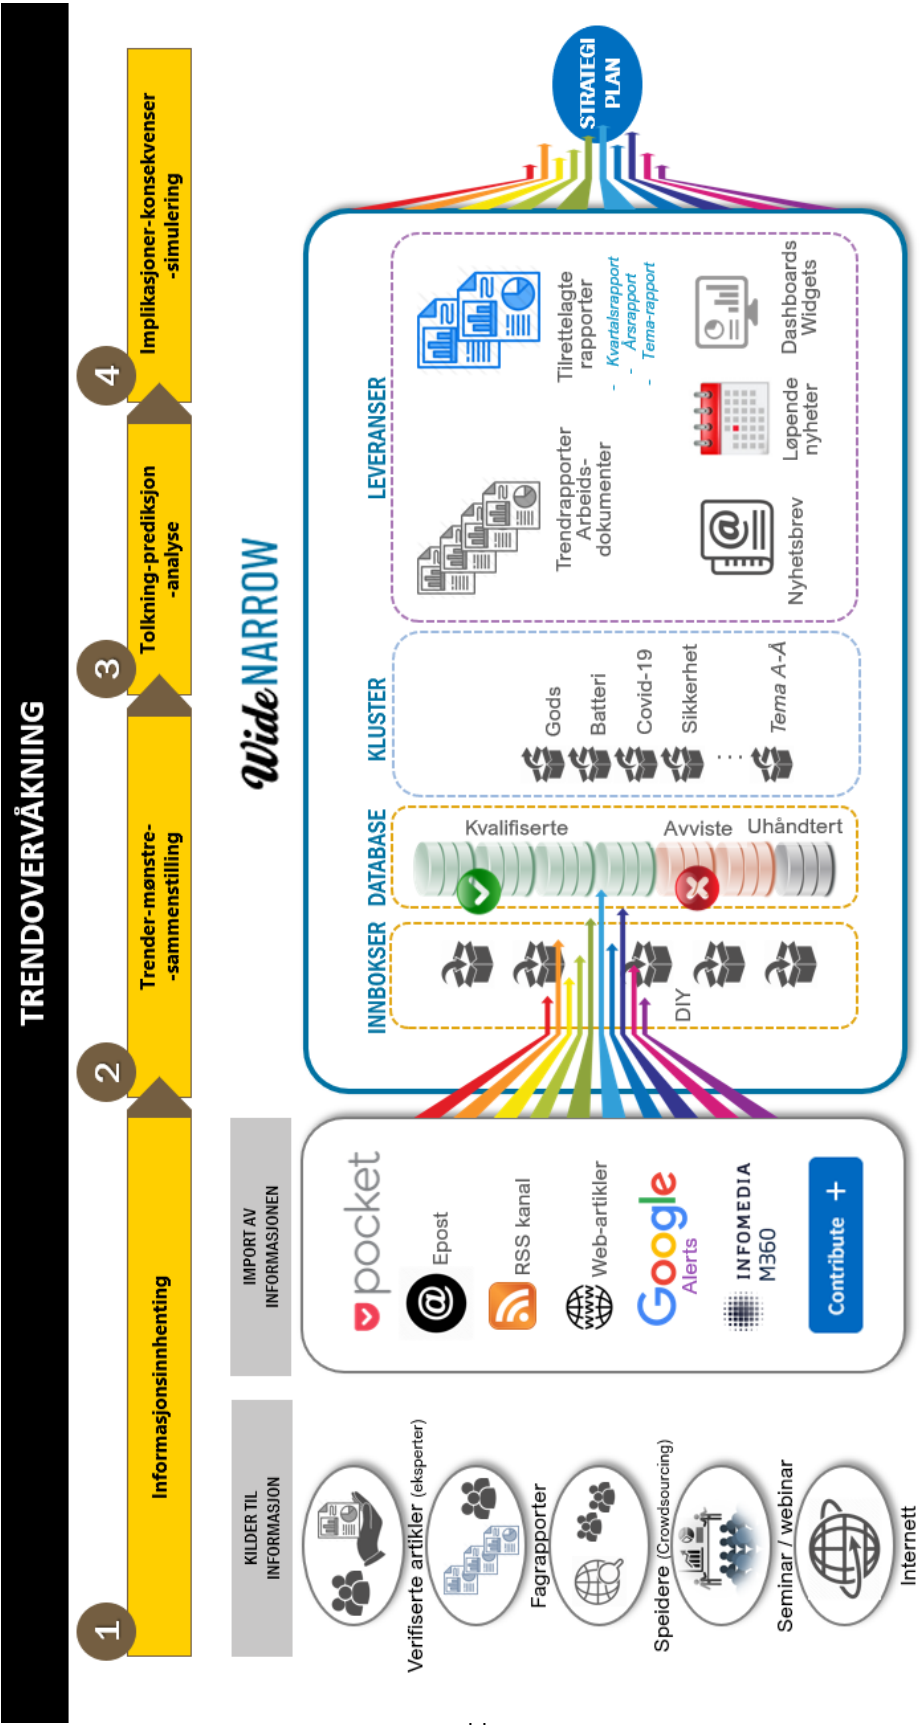 TRENDOVERVÅKNING
1
Informasjonsinnhenting
2
Trender-mønstre-
-sammenstilling
3
Tolkning-prediksjon
-analyse
4
Implikasjoner-konsekvenser
-simulering
KILDER TIL
INFORMASJON
Verifiserte artikler (eksperter)
Fagrapporter
Speidere (Crowdsourcing)
Seminar / webinar
Internett
IMPORT AV
INFORMASJONEN
pocket
@
Epost
RSS kanal
WWW
Web-artikler
Google
Alerts
INFOMEDIA
M360
Contribute +
Wide NARROW
INNBOKSER
DIY
DATABASE
Kvalifiserte
Avviste
Uhåndtert
KLUSTER
Gods
Batteri
Covid-19
Sikkerhet
...
Tema A-Å
LEVERANSER
Trendrapporter
Arbeids-
dokumenter
Tilrettelagte
rapporter
- Kvartalsrapport
- Årsrapport
- Tema-rapport
@
Nyhetsbrev
Løpende
nyheter
Dashboards
Widgets
STRATEGI
PLAN